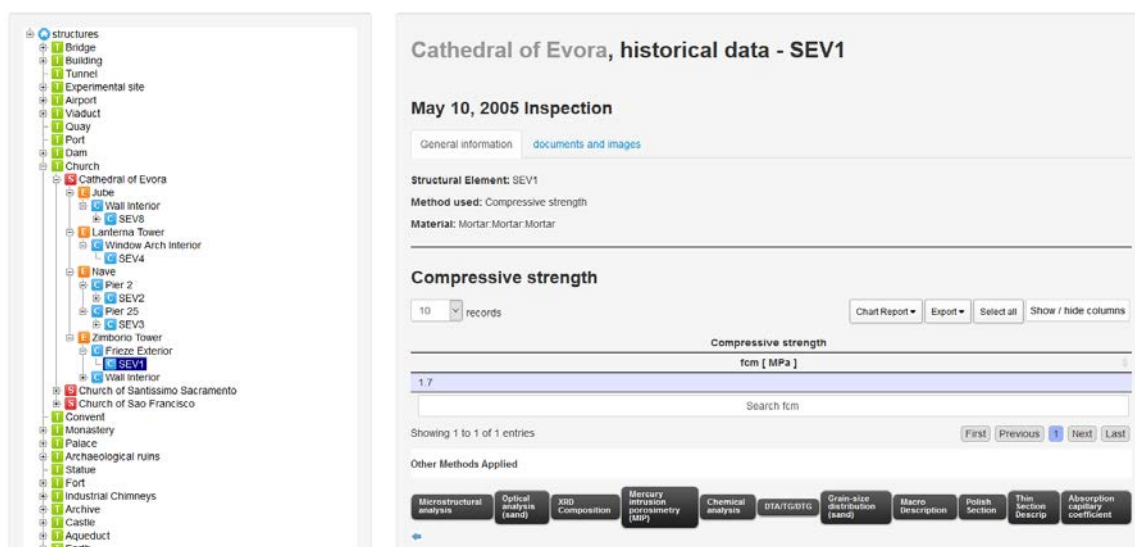 structures
Bridge
Building
Tunnel
Experimental site
Airport
Viaduct
Quay
Port
Dam
Church
Cathedral of Evora
Jube
Wall Interior
SEV8
Lanterna Tower
Window Arch Interior
SEV4
Nave
Pier 2
SEV2
Pier 25
SEV3
Zimborio Tower
Frieze Exterior
SEV1
Wall Interior
Church of Santissimo Sacramento
Church of Sao Francisco
Convent
Monastery
Palace
Archaeological ruins
Statue
Fort
Industrial Chimneys
Archive
Castle
Aqueduct
Cathedral of Evora, historical data - SEV1
May 10, 2005 Inspection
General information documents and images
Structural Element: SEV1
Method used: Compressive strength
Material: Mortar:Mortar:Mortar
Compressive strength
10 records Chart Report Export Select all Show / hide columns
Compressive strength
fcm [ MPa ]
1.7
Search fcm
Showing 1 to 1 of 1 entries First Previous 1 Next Last
Other Methods Applied
Microstructural analysis
Optical analysis (sand)
XRD Composition
Mercury intrusion porosimetry (MIP)
Chemical analysis
DTA/TG/DTG
Grain-size distribution (sand)
Macro Description
Polish Section
Thin Section Descrip
Absorption capillary coefficient